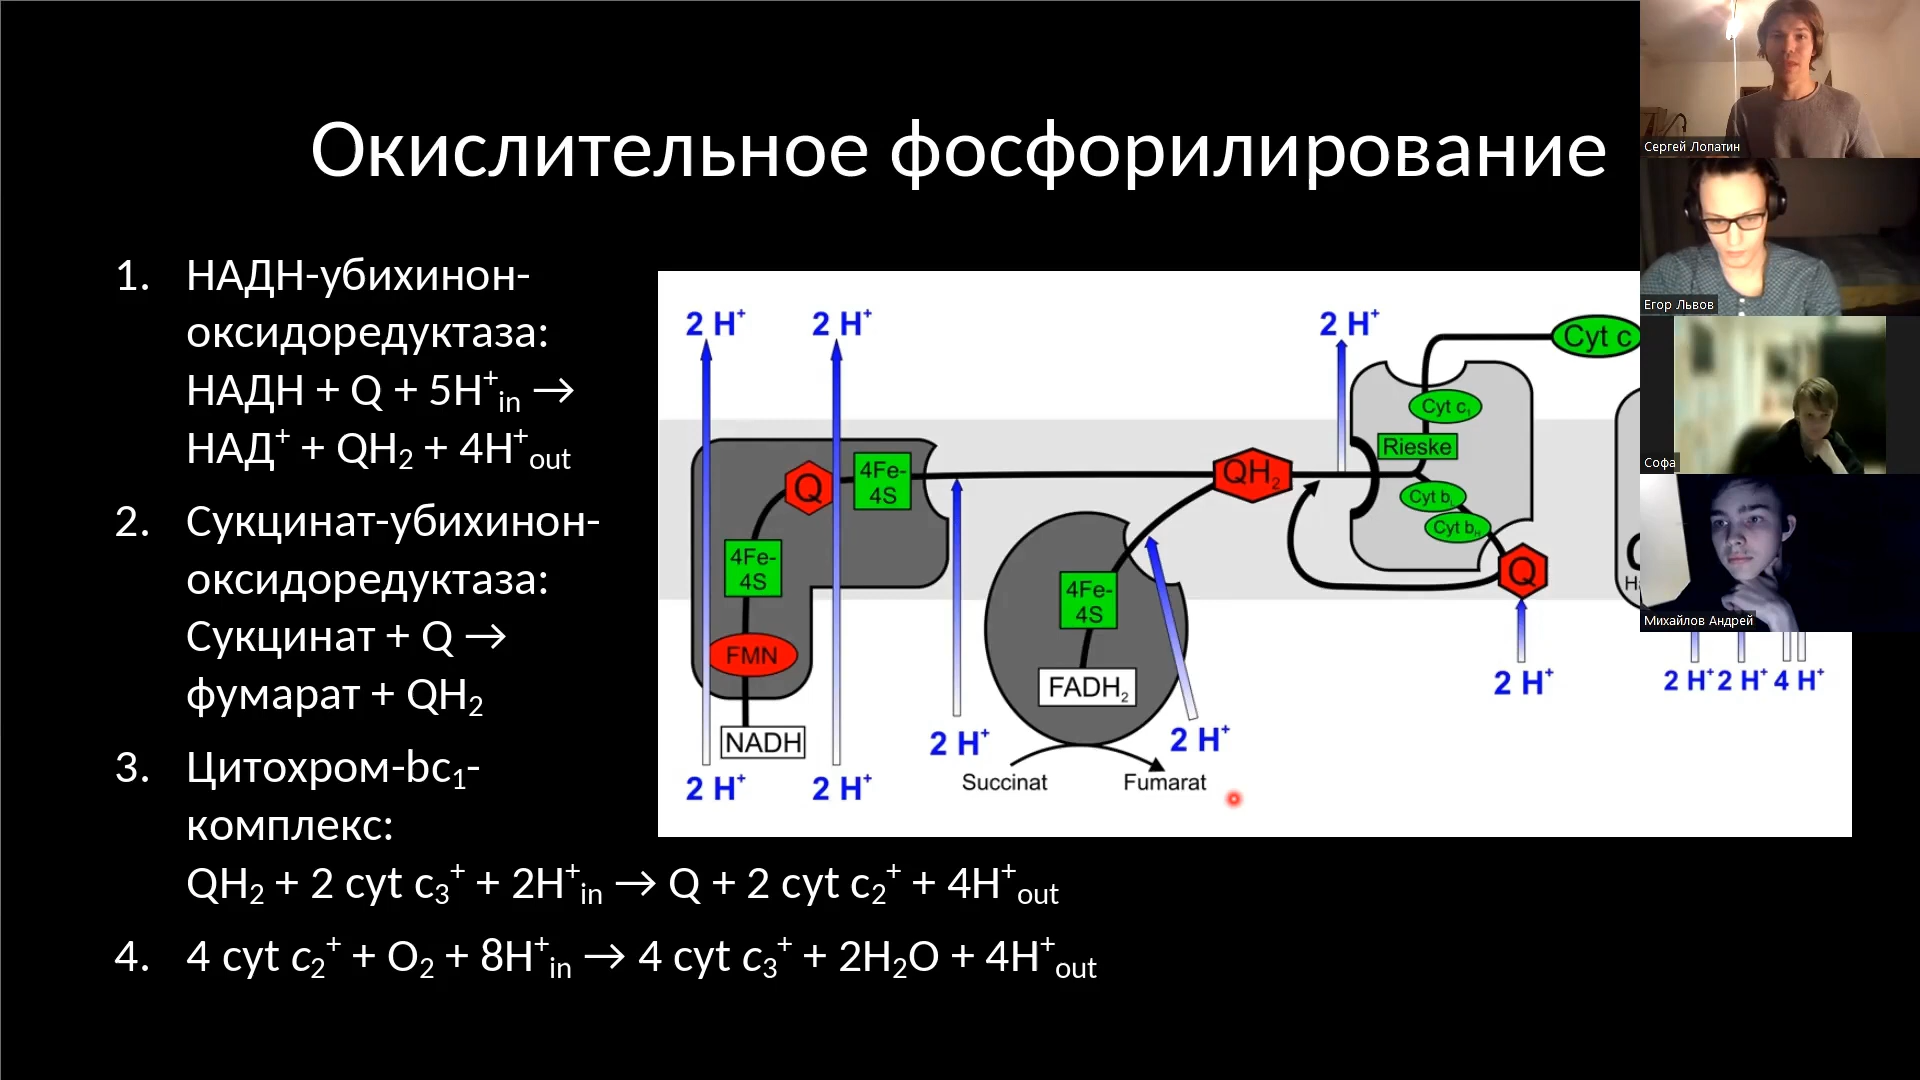 Окислительное фосфорилирование
1. НАДН-убихинон-
оксидоредуктаза:
НАДН + Q + 5H⁺in →
НАД⁺ + QH₂ + 4H⁺out
2. Сукцинат-убихинон-
оксидоредуктаза:
Сукцинат + Q →
фумарат + QH₂
3. Цитохром-bc₁-
комплекс:
QH₂ + 2 cyt c₃⁺ + 2H⁺in → Q + 2 cyt c₂⁺ + 4H⁺out
4. 4 cyt c₂⁺ + O₂ + 8H⁺in → 4 cyt c₃⁺ + 2H₂O + 4H⁺out
2 H⁺
2 H⁺
2 H⁺
Cyt c
Cyt c₁
Rieske
Q
4Fe-
4S
QH₂
Cyt b
Cyt b
4Fe-
4S
Q
4Fe-
4S
FMN
FADH₂
NADH
2 H⁺
2 H⁺
2 H⁺
2 H⁺ 2 H⁺ 4 H⁺
Succinat
Fumarat
2 H⁺
2 H⁺
Сергей Лопатин
Егор Львов
Софа
Михайлов Андрей